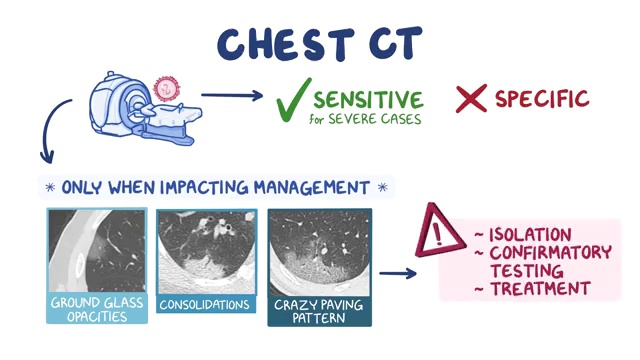 CHEST CT
SENSITIVE
for SEVERE CASES
SPECIFIC
* ONLY WHEN IMPACTING MANAGEMENT *
GROUND GLASS
OPACITIES
CONSOLIDATIONS
CRAZY PAVING
PATTERN
!
~ ISOLATION
~ CONFIRMATORY
TESTING
~ TREATMENT